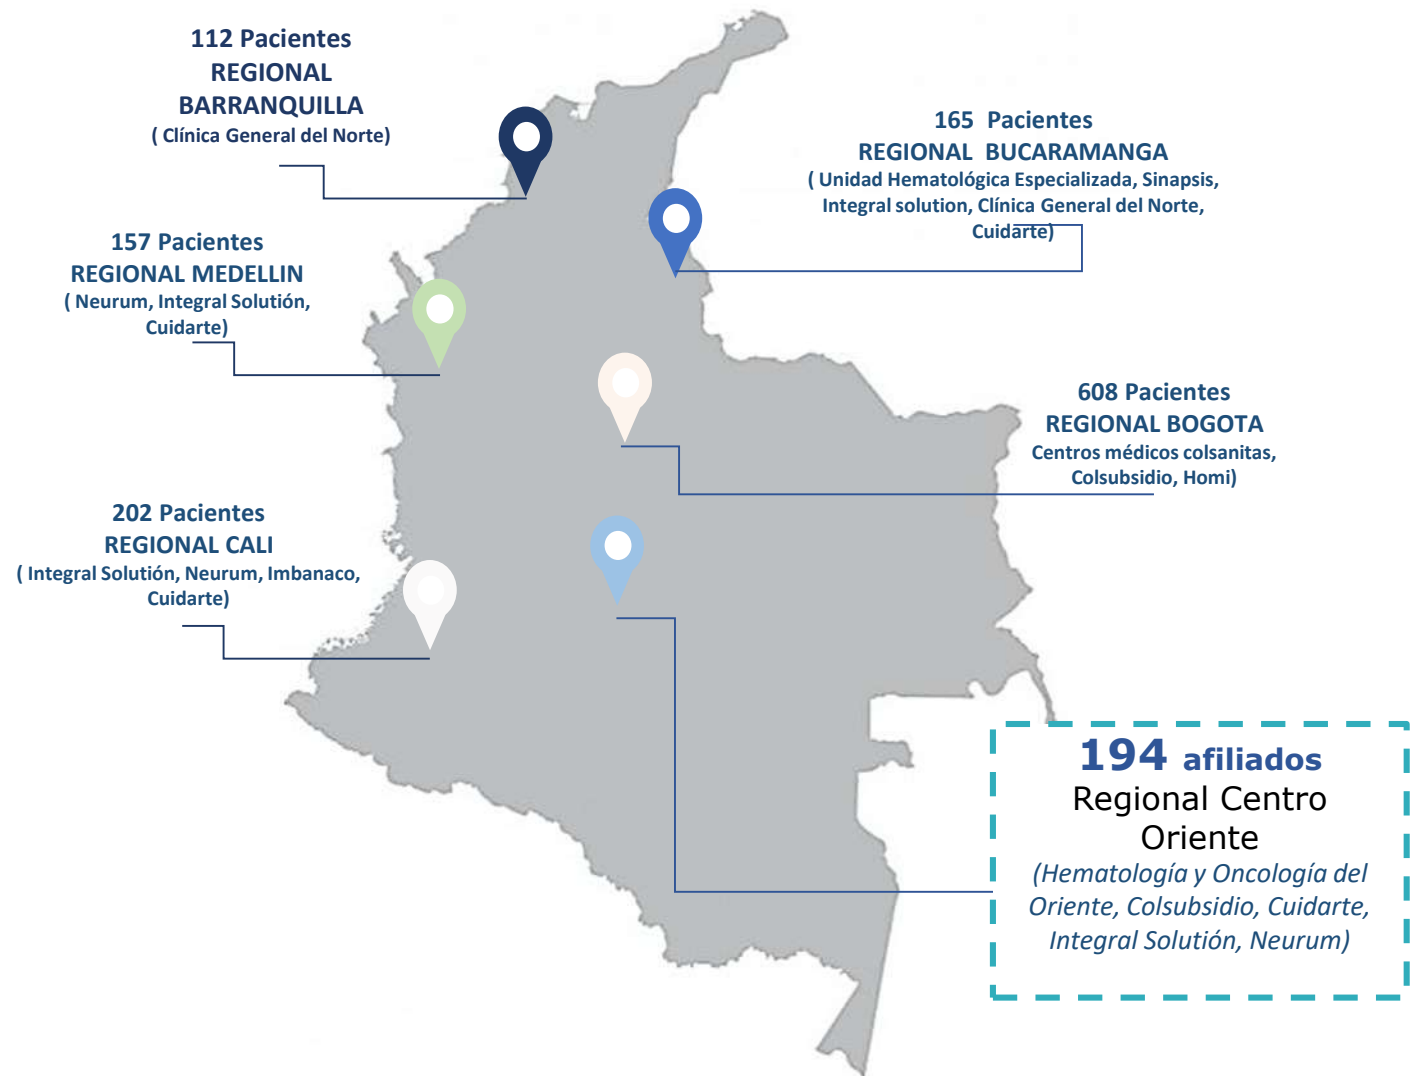 112 Pacientes
REGIONAL
BARRANQUILLA
( Clínica General del Norte)
165 Pacientes
REGIONAL BUCARAMANGA
( Unidad Hematológica Especializada, Sinapsis,
Integral solution, Clínica General del Norte,
Cuidarte)
157 Pacientes
REGIONAL MEDELLIN
( Neurum, Integral Solutión,
Cuidarte)
608 Pacientes
REGIONAL BOGOTA
Centros médicos colsanitas,
Colsubsidio, Homi)
202 Pacientes
REGIONAL CALI
( Integral Solutión, Neurum, Imbanaco,
Cuidarte)
194 afiliados
Regional Centro
Oriente
(Hematología y Oncología del
Oriente, Colsubsidio, Cuidarte,
Integral Solutión, Neurum)